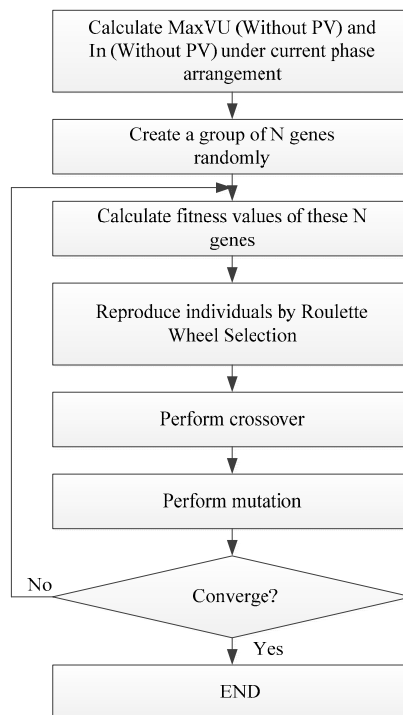 Calculate MaxVU (Without PV) and
In (Without PV) under current phase
arrangement
Create a group of N genes
randomly
Calculate fitness values of these N
genes
Reproduce individuals by Roulette
Wheel Selection
Perform crossover
Perform mutation
No
Converge?
Yes
END